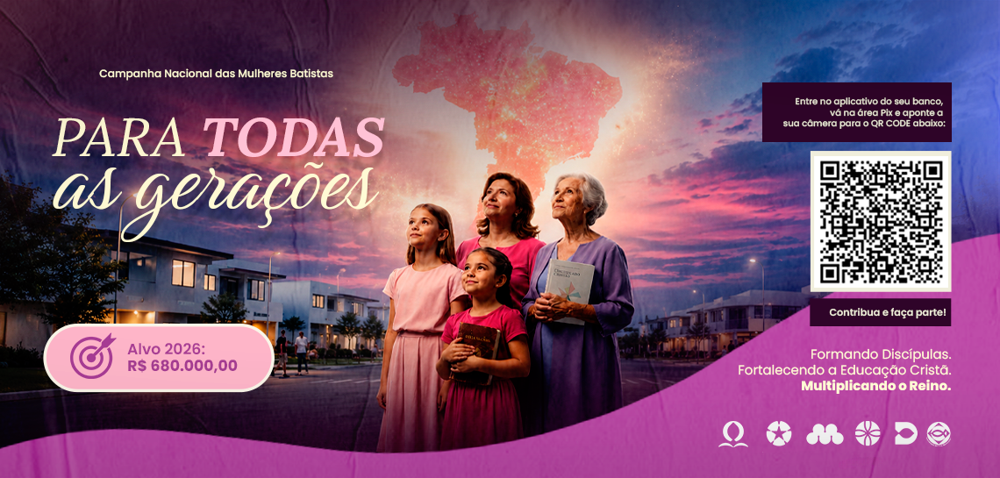 Campanha Nacional das Mulheres Batistas
PARA TODAS
as gerações
Alvo 2026:
R$ 680.000,00
Entre no aplicativo do seu banco,
vá na área Pix e aponte a
sua câmera para o QR CODE abaixo:
Contribua e faça parte!
Formando Discípulas.
Fortalecendo a Educação Cristã.
Multiplicando o Reino.